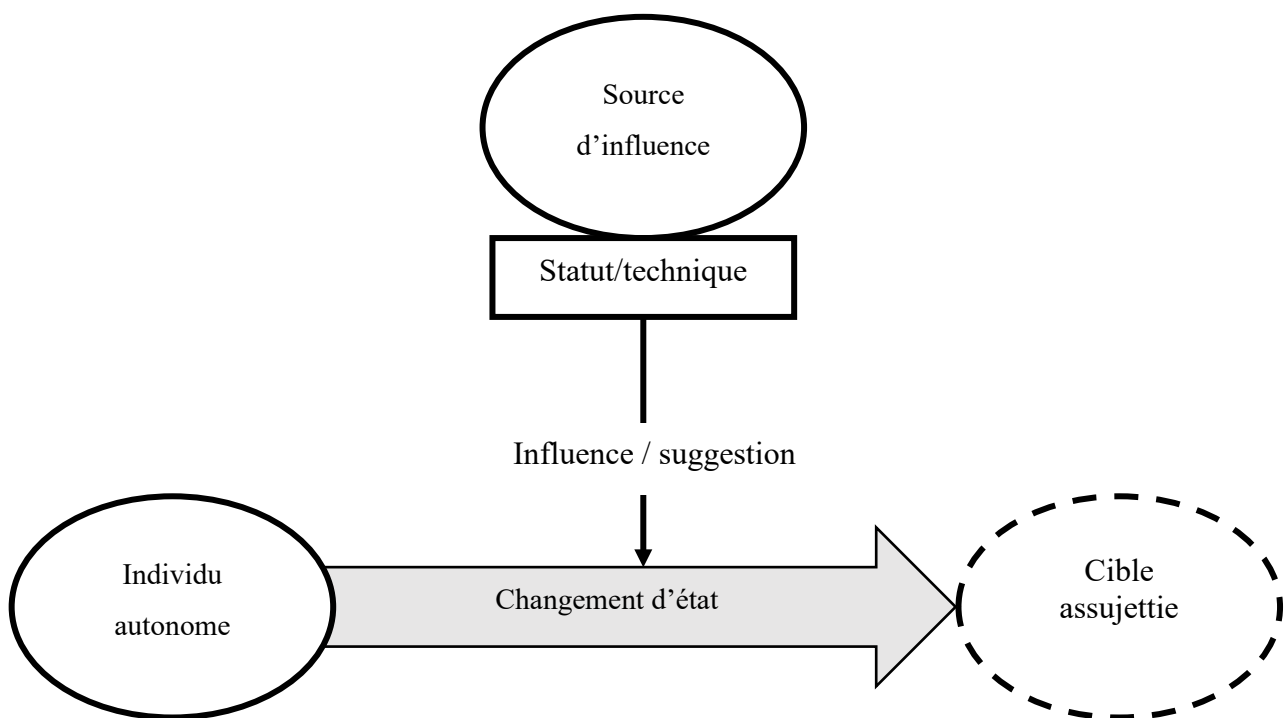 Source
d’influence
Statut/technique
Influence / suggestion
Individu
autonome
Changement d’état
Cible
assujettie